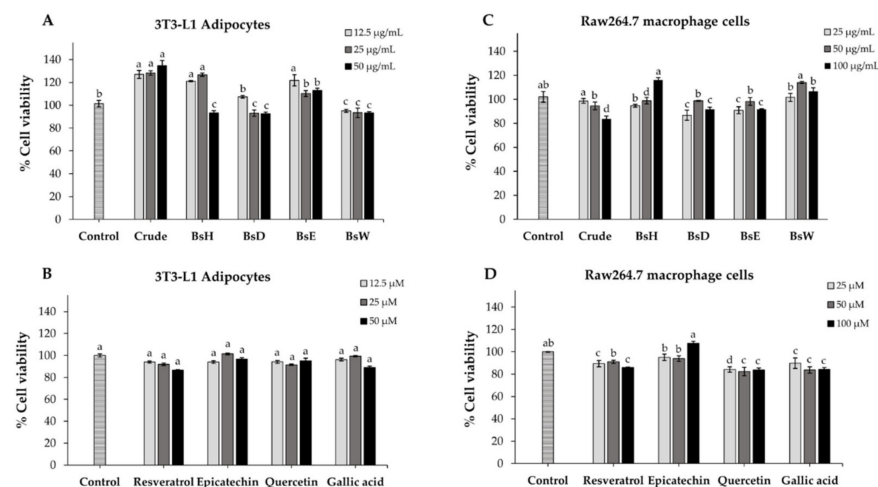 A
3T3-L1 Adipocytes
12.5 µg/mL
25 µg/mL
50 µg/mL
% Cell viability
140
120
100
80
60
40
20
0
b
a a a
a a c
b c c
a b b
c c c
Control Crude BsH BsD BsE BsW
C
Raw264.7 macrophage cells
25 µg/mL
50 µg/mL
100 µg/mL
% Cell viability
140
120
100
80
60
40
20
0
ab
a b d
b d a
c b c
c b c
b a b
Control Crude BsH BsD BsE BsW
B
3T3-L1 Adipocytes
12.5 µM
25 µM
50 µM
% Cell viability
140
120
100
80
60
40
20
0
a
a a a
a a a
a a a
a a a
Control Resveratrol Epicatechin Quercetin Gallic acid
D
Raw264.7 macrophage cells
25 µM
50 µM
100 µM
% Cell viability
140
120
100
80
60
40
20
0
ab
c b c
b b a
d c c
c c c
Control Resveratrol Epicatechin Quercetin Gallic acid